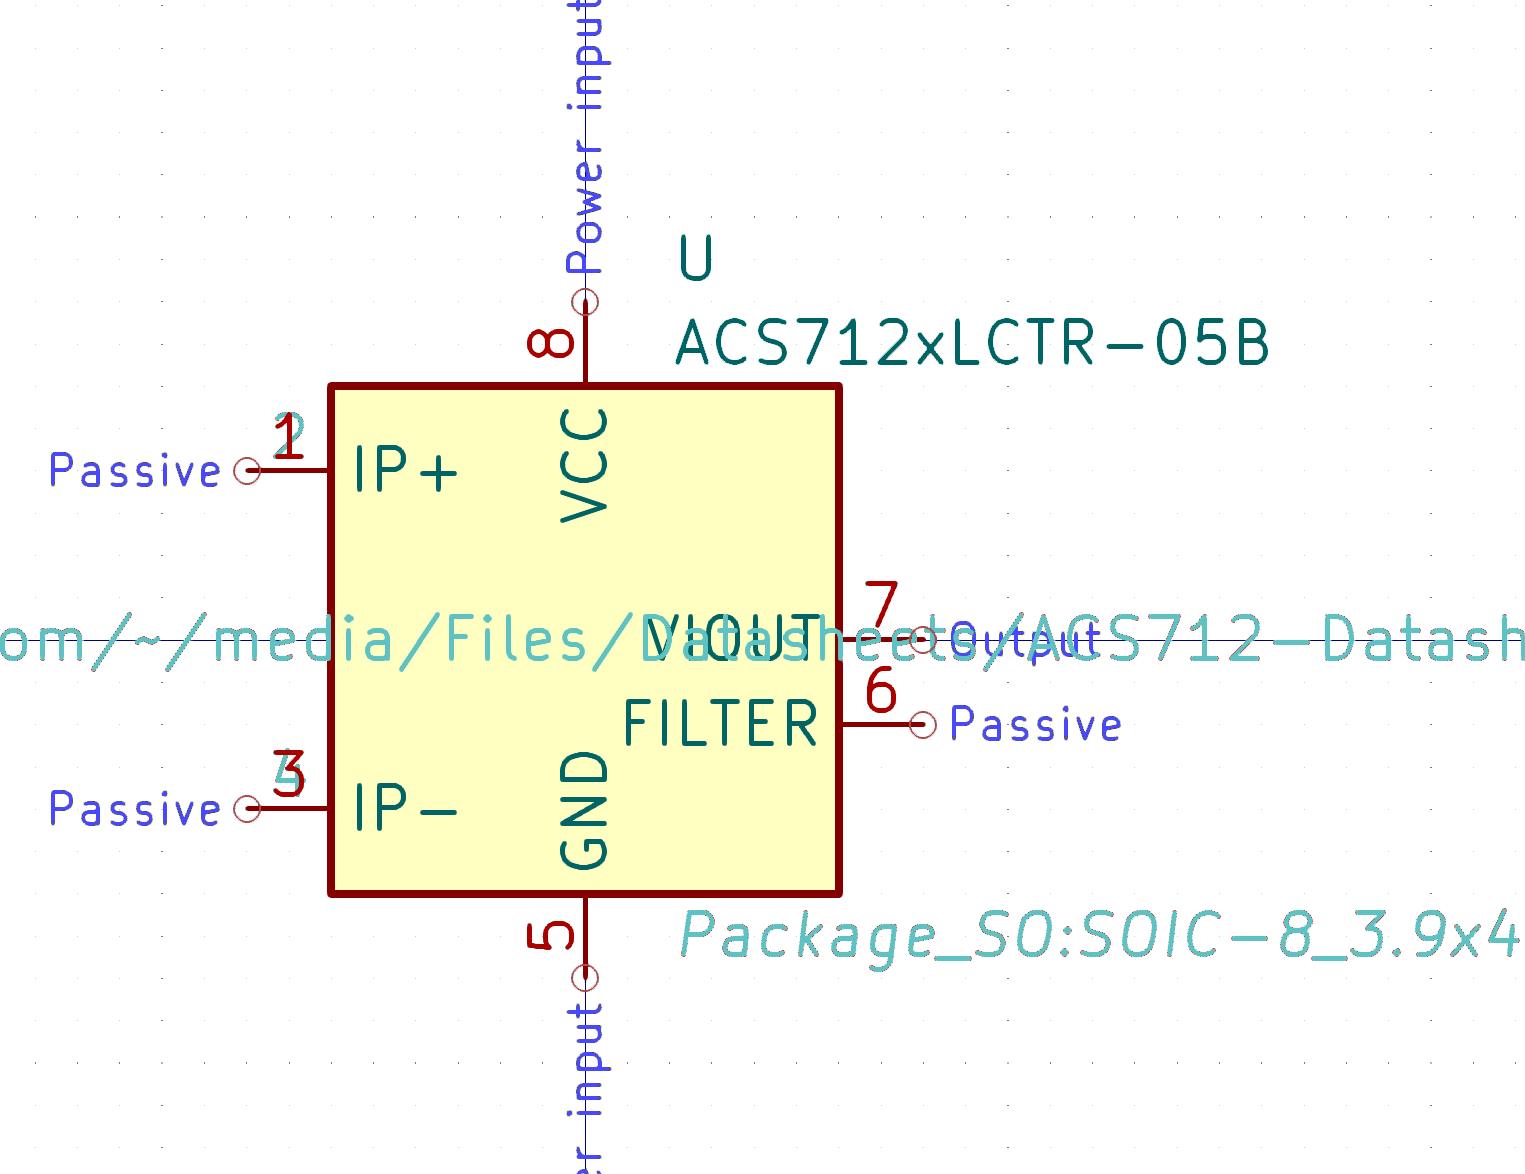 Power input
U
8
ACS712xLCTR-05B
VCC
1
2
Passive
IP+
7
om/~/media/Files/Datasheets/ACS712-Datash
VIOUT
Output
6
FILTER
Passive
3
4
Passive
IP-
GND
5
Package_SO:SOIC-8_3.9x4
er input